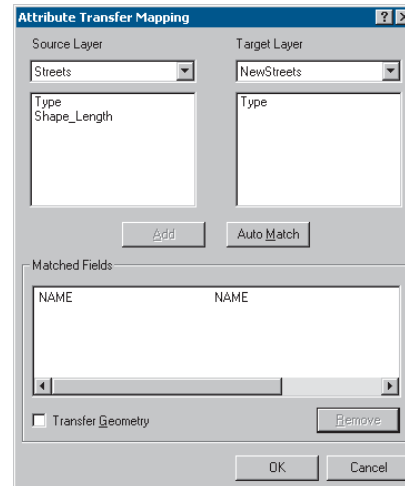 Attribute Transfer Mapping
Source Layer
Target Layer
Streets
NewStreets
Type
Shape_Length
Type
Add
Auto Match
Matched Fields
NAME NAME
Transfer Geometry
Remove
OK
Cancel